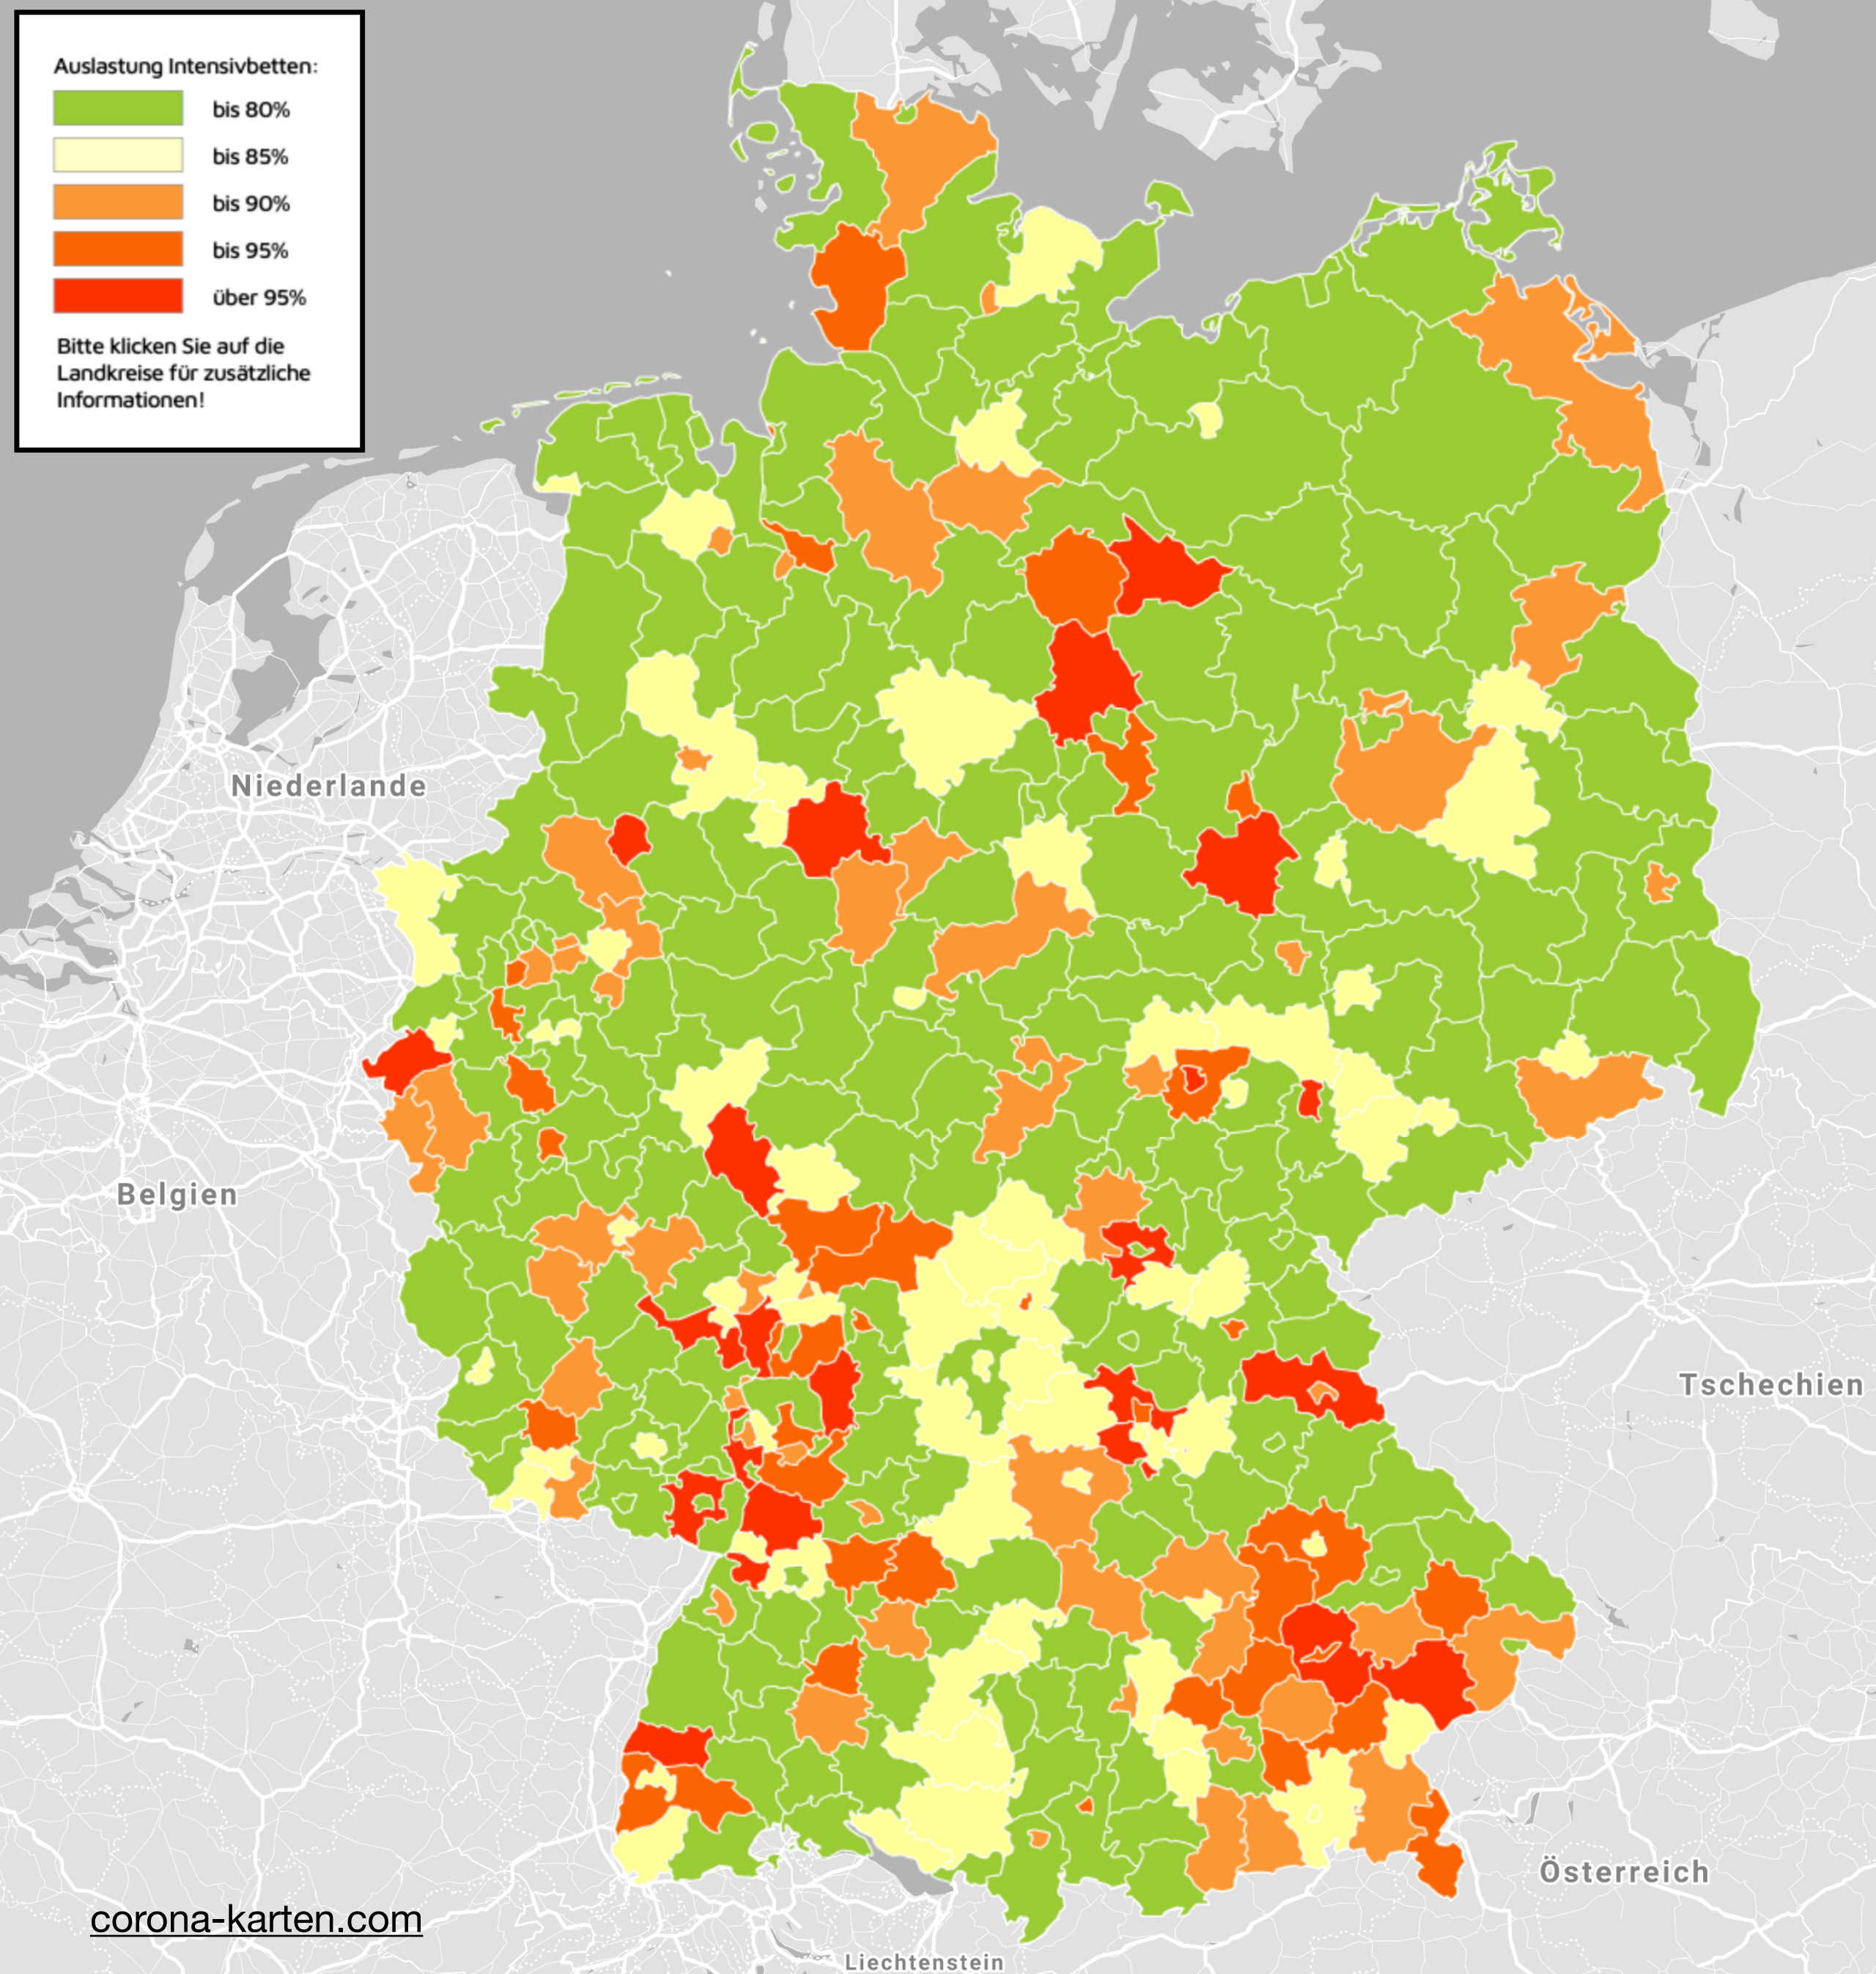 Auslastung Intensivbetten:
bis 80%
bis 85%
bis 90%
bis 95%
über 95%
Bitte klicken Sie auf die
Landkreise für zusätzliche
Informationen!
Niederlande
Belgien
Tschechien
Österreich
corona-karten.com
Liechtenstein